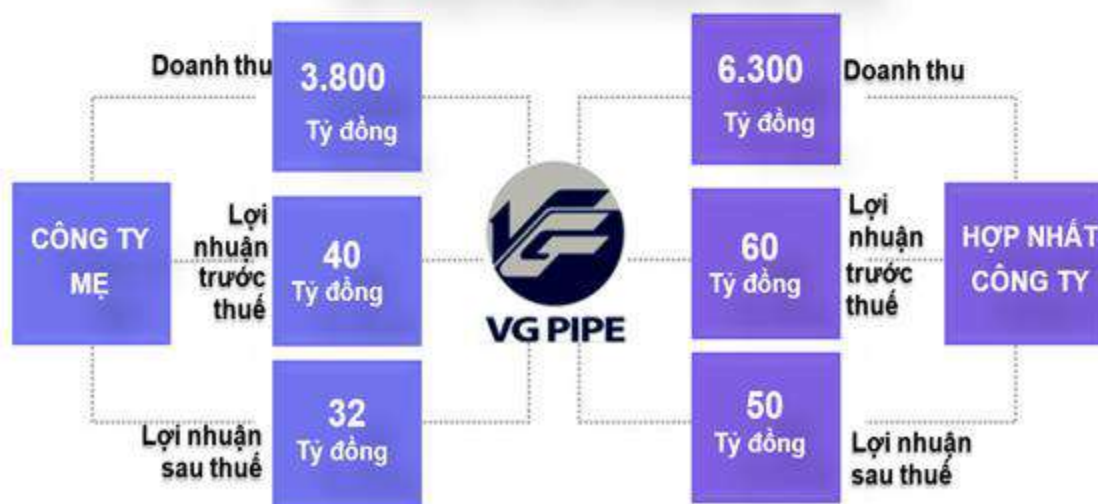 Doanh thu
3.800
Tỷ đồng
CÔNG TY
MẸ
Lợi
nhuận
trước
thuế
40
Tỷ đồng
Lợi nhuận
sau thuế
32
Tỷ đồng
VG PIPE
6.300
Tỷ đồng
Doanh thu
60
Tỷ đồng
Lợi
nhuận
trước
thuế
HỢP NHẤT
CÔNG TY
50
Tỷ đồng
Lợi nhuận
sau thuế